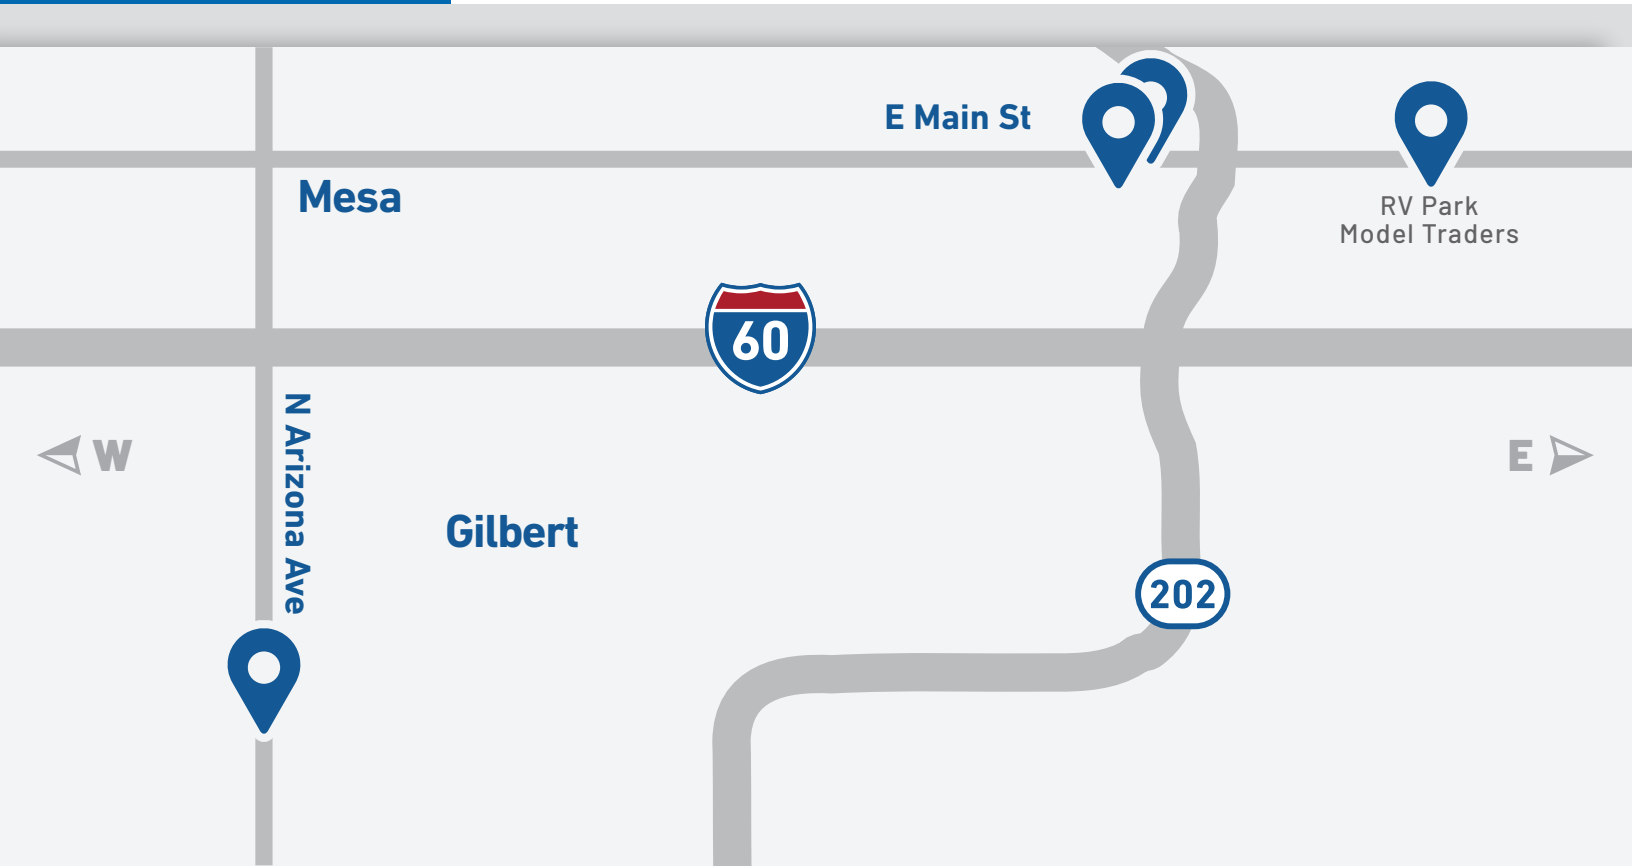 E Main St
Mesa
RV Park
Model Traders
60
N Arizona Ave
W
E
Gilbert
202